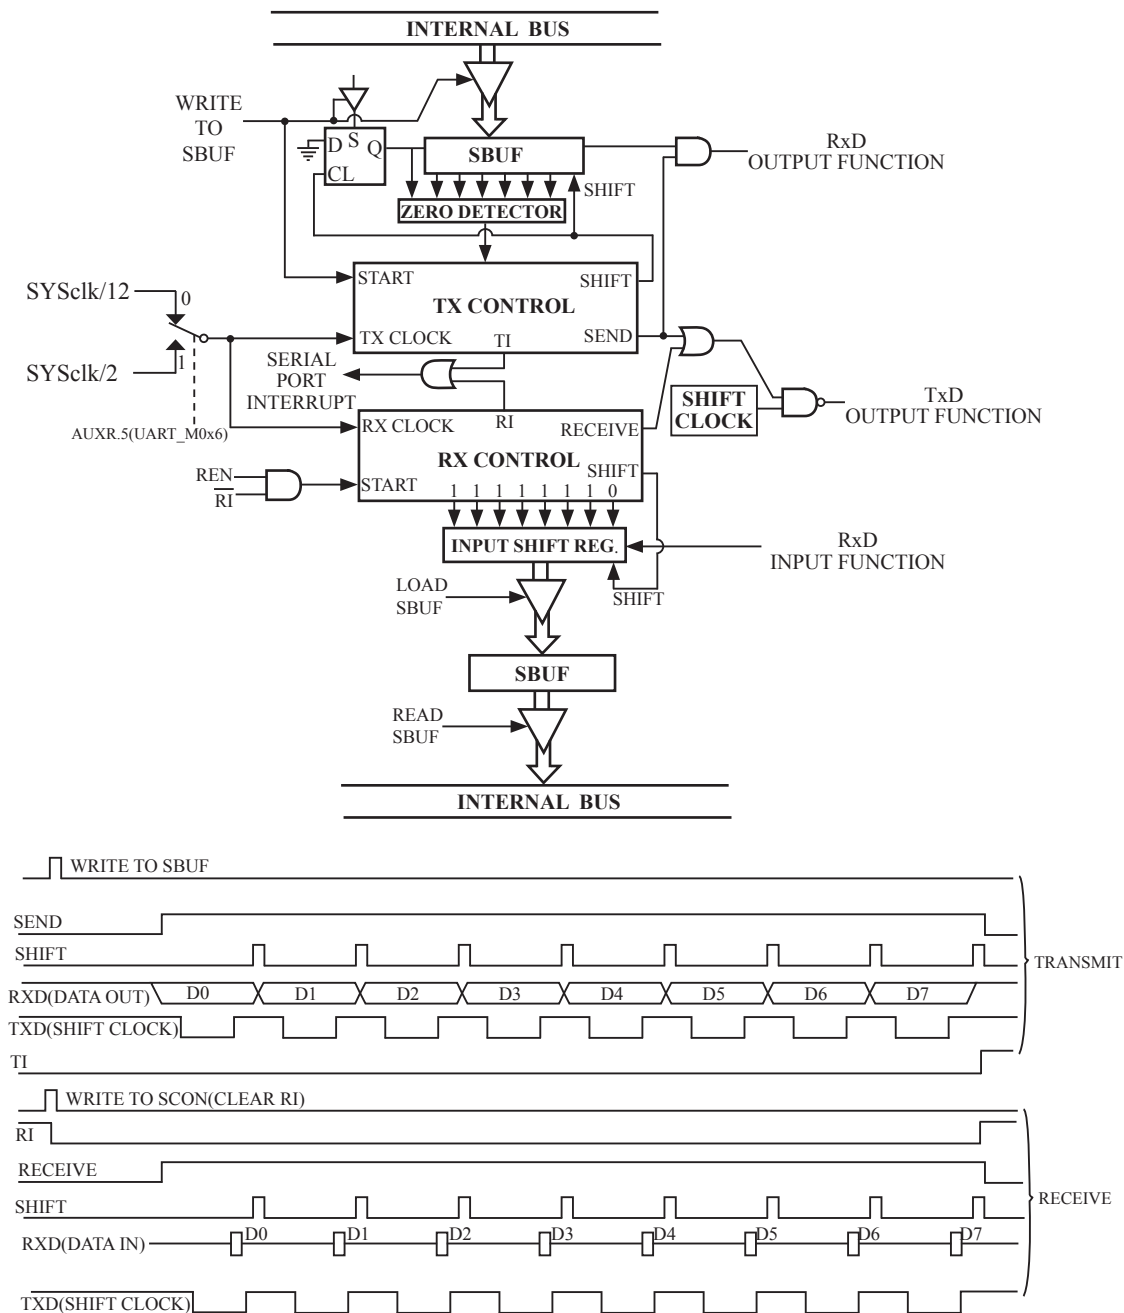 INTERNAL BUS
WRITE
TO
SBUF
D
S
Q
CL
SBUF
RxD
OUTPUT FUNCTION
SHIFT
ZERO DETECTOR
START
SHIFT
TX CONTROL
TX CLOCK
TI
SEND
SYSclk/12
0
SYSclk/2
1
AUXR.5(UART_M0x6)
SERIAL
PORT
INTERRUPT
SHIFT
CLOCK
TxD
OUTPUT FUNCTION
RX CLOCK
RI
RECEIVE
RX CONTROL
SHIFT
REN
RI
START
1 1 1 1 1 1 1 0
INPUT SHIFT REG.
RxD
INPUT FUNCTION
LOAD
SBUF
SHIFT
SBUF
READ
SBUF
INTERNAL BUS
WRITE TO SBUF
SEND
SHIFT
RXD(DATA OUT) D0 D1 D2 D3 D4 D5 D6 D7
TXD(SHIFT CLOCK)
TI
TRANSMIT
WRITE TO SCON(CLEAR RI)
RI
RECEIVE
SHIFT
RXD(DATA IN) D0 D1 D2 D3 D4 D5 D6 D7
TXD(SHIFT CLOCK)
RECEIVE